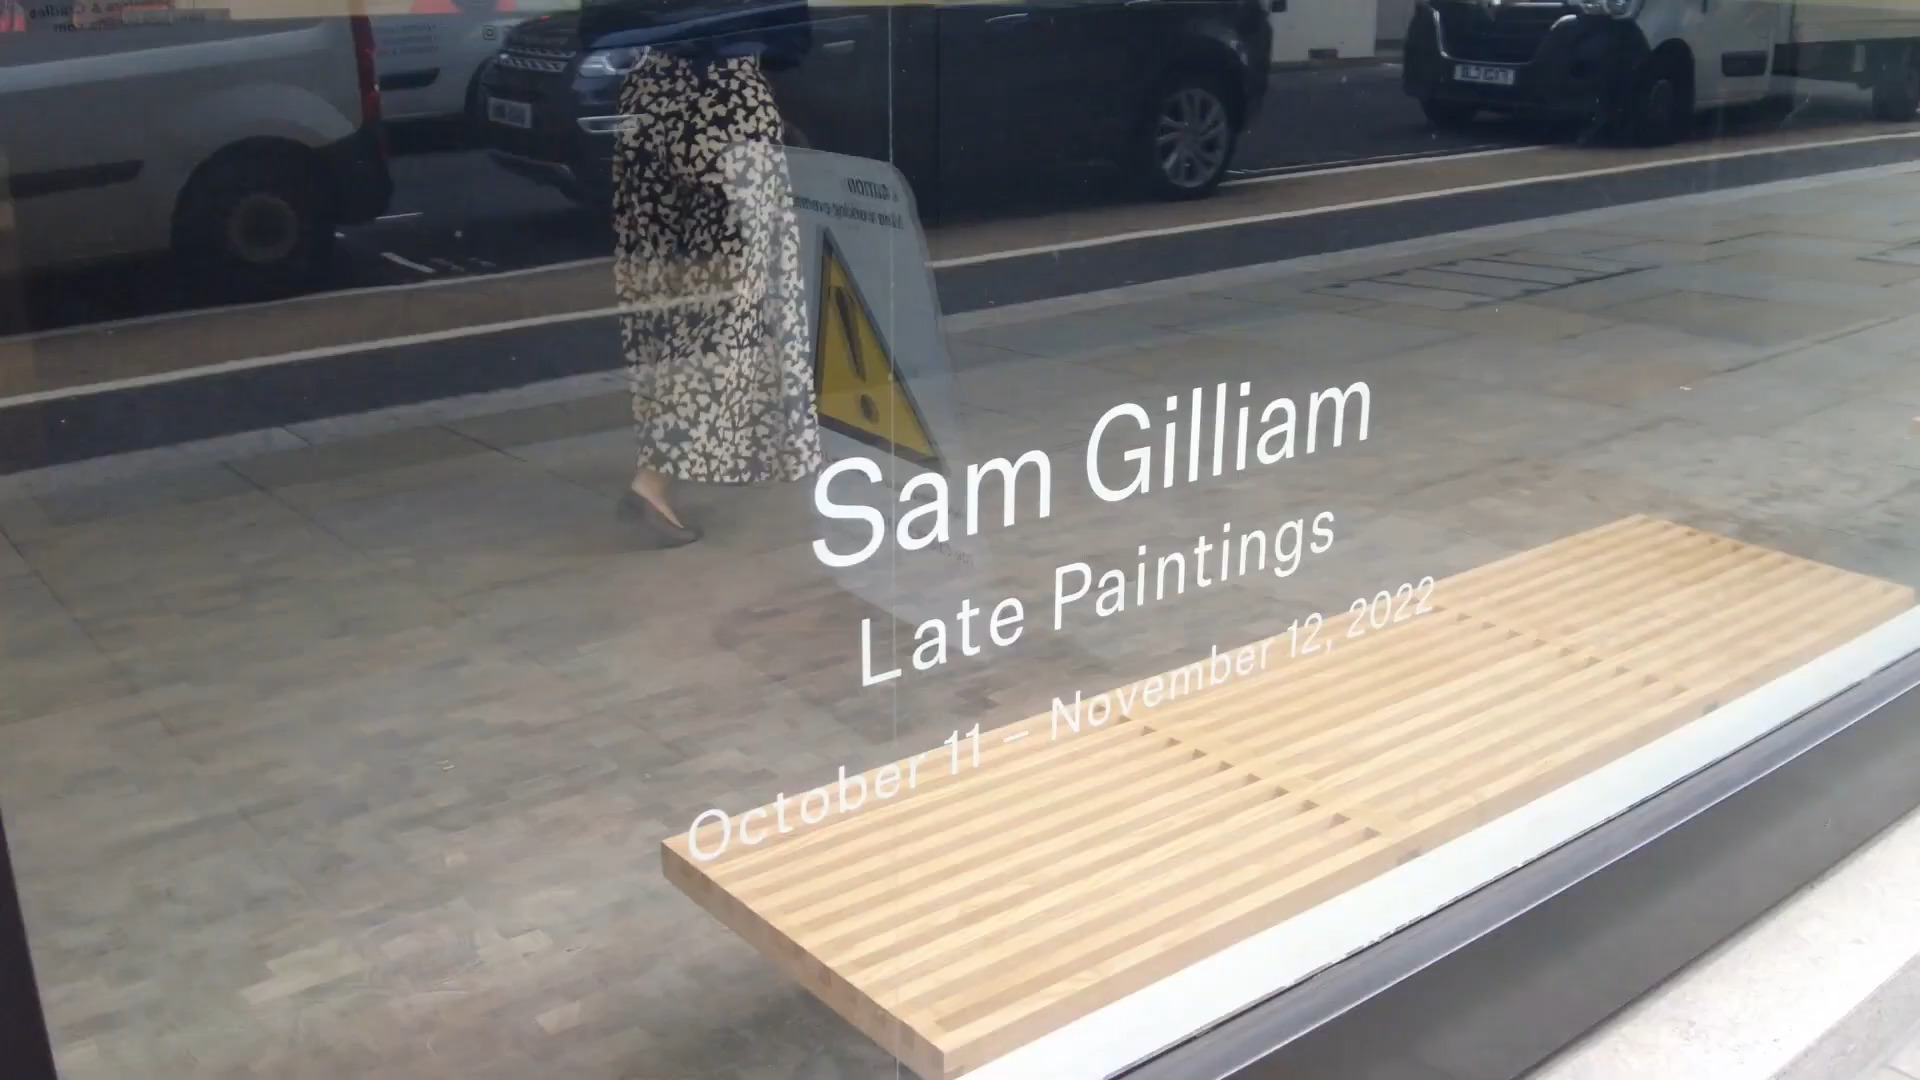 Sam Gilliam
Late Paintings
October 11 – November 12, 2022